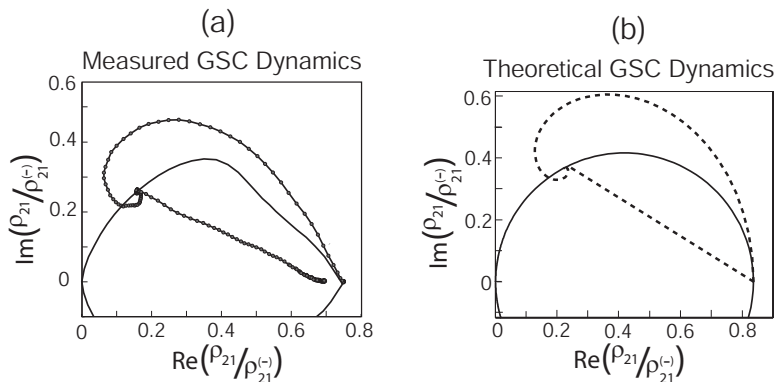 (a)
Measured GSC Dynamics
0.6
0.4
0.2
0
0 0.2 0.4 0.6 0.8
Im(ρ21/ρ21(-))
Re(ρ21/ρ21(-))
(b)
Theoretical GSC Dynamics
0.6
0.4
0.2
0
0 0.2 0.4 0.6 0.8
Im(ρ21/ρ21(-))
Re(ρ21/ρ21(-))